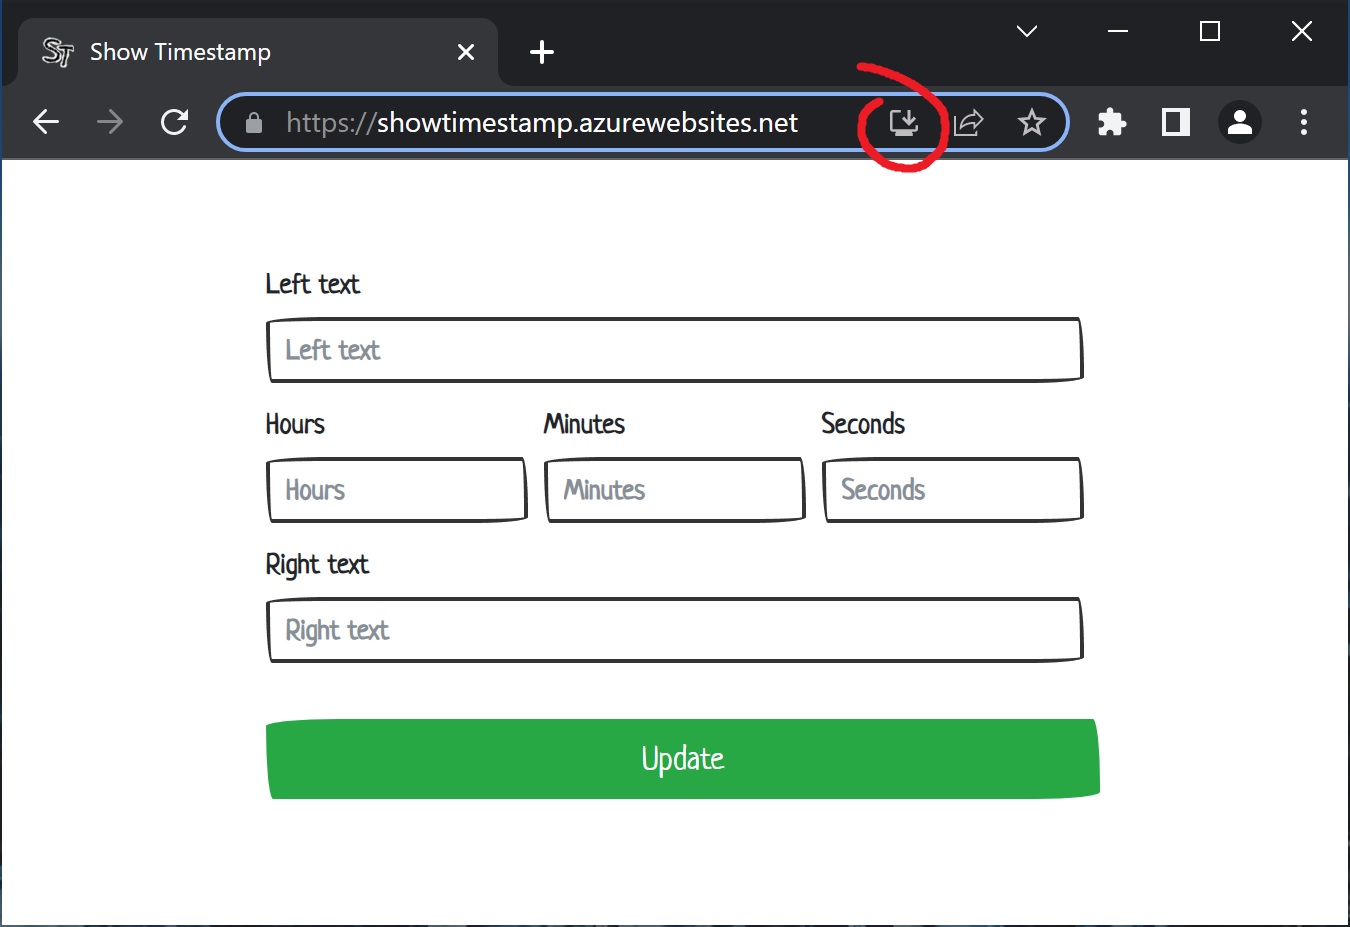 ST Show Timestamp
https://showtimestamp.azurewebsites.net
Left text
Left text
Hours Minutes Seconds
Hours Minutes Seconds
Right text
Right text
Update